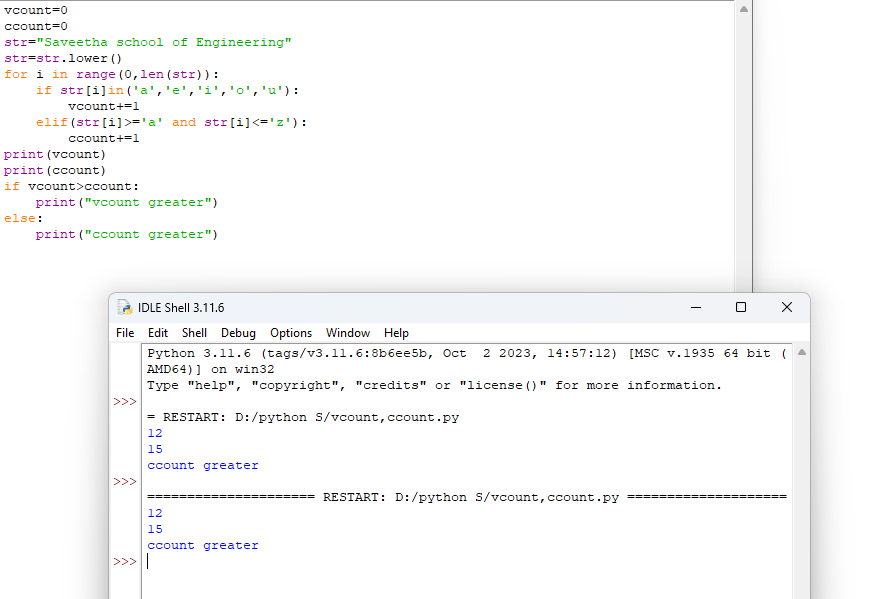 vcount=0
ccount=0
str="Saveetha school of Engineering"
str=str.lower()
for i in range(0,len(str)):
    if str[i]in('a','e','i','o','u'):
        vcount+=1
    elif(str[i]>='a' and str[i]<='z'):
        ccount+=1
print(vcount)
print(ccount)
if vcount>ccount:
    print("vcount greater")
else:
    print("ccount greater")
IDLE Shell 3.11.6
File Edit Shell Debug Options Window Help
Python 3.11.6 (tags/v3.11.6:8b6ee5b, Oct  2 2023, 14:57:12) [MSC v.1935 64 bit (
AMD64)] on win32
Type "help", "copyright", "credits" or "license()" for more information.
>>>
= RESTART: D:/python S/vcount,ccount.py
12
15
ccount greater
>>>
===================== RESTART: D:/python S/vcount,ccount.py ====================
12
15
ccount greater
>>>